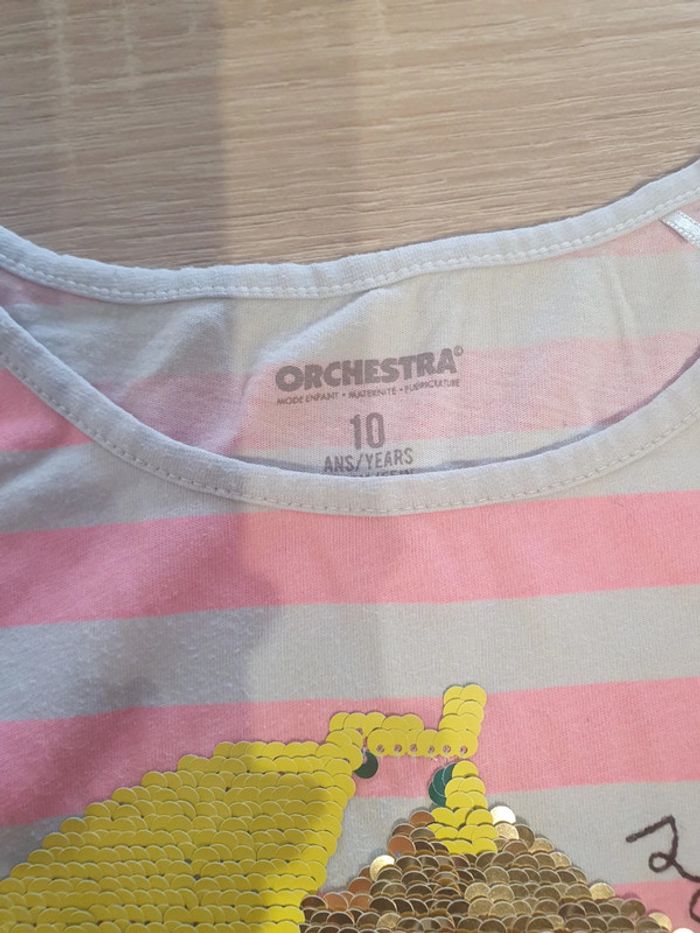 ORCHESTRA©
MODE ENFANT • MATERNITÉ • PUÉRICULTURE
10
ANS/YEARS